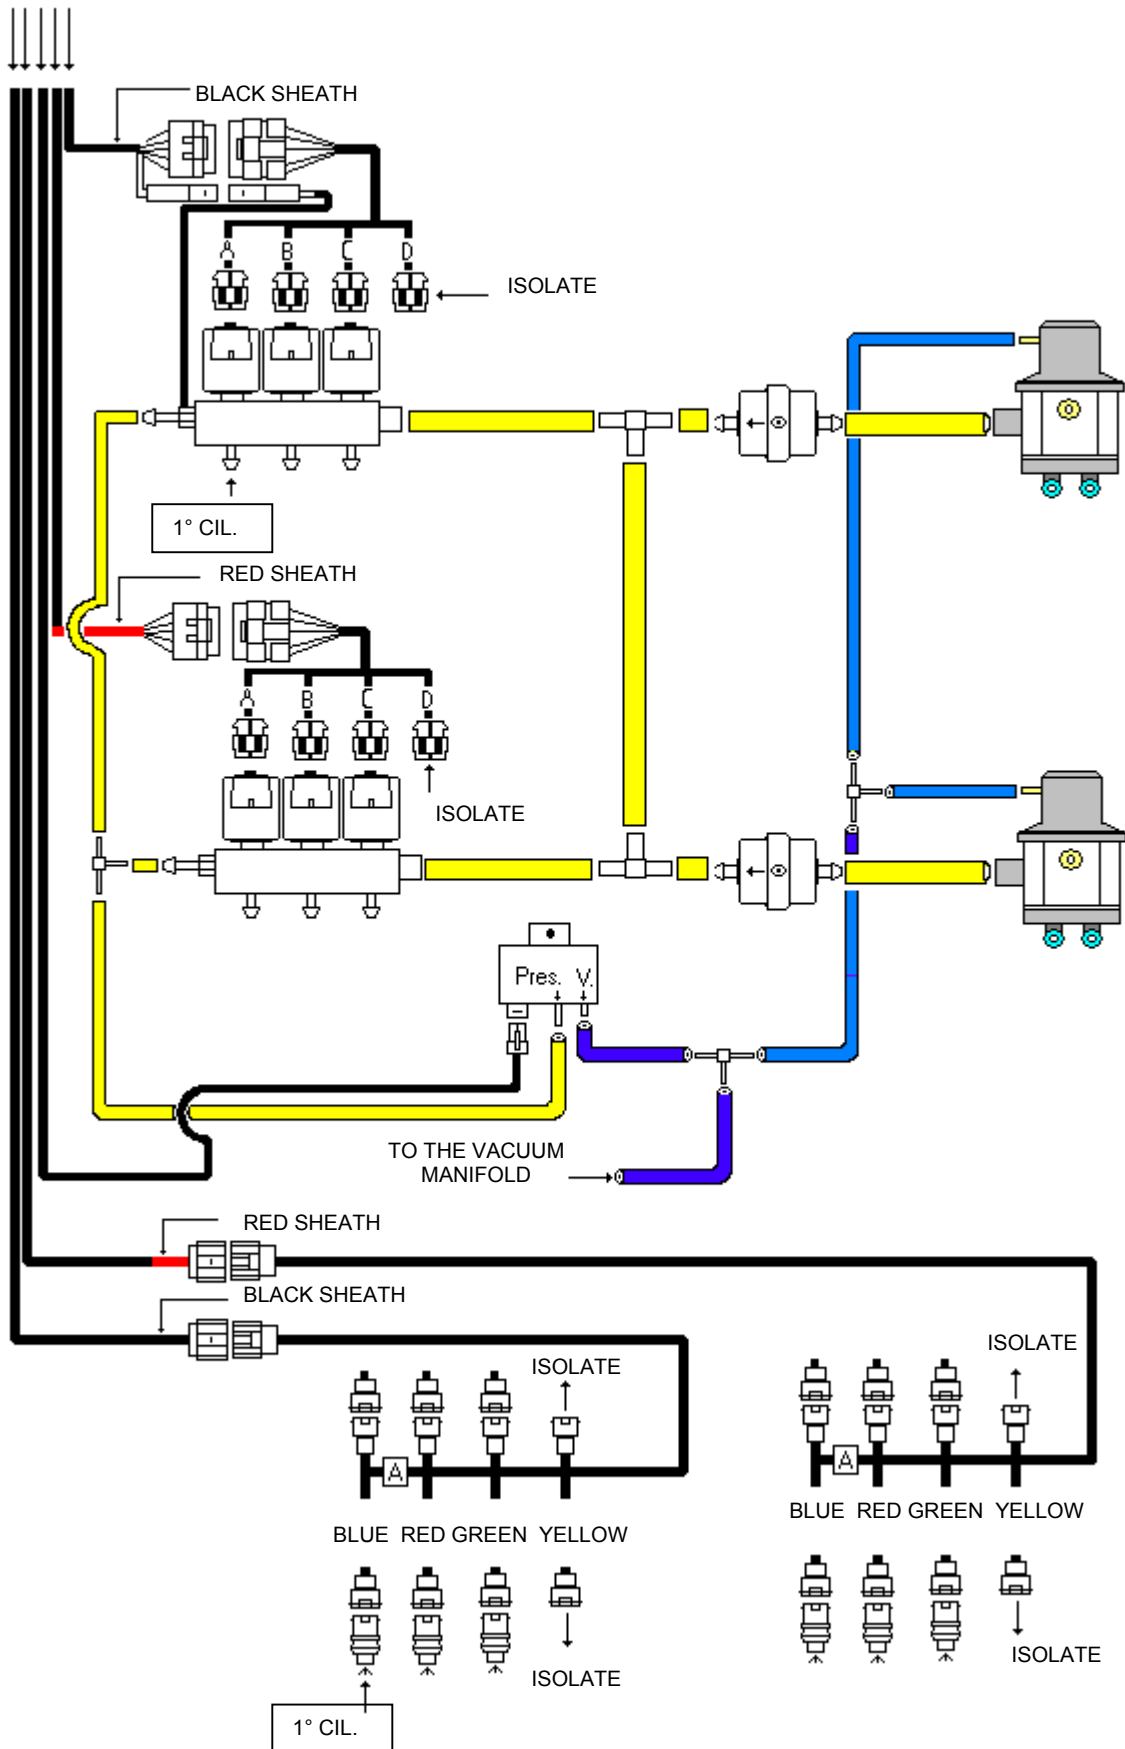 BLACK SHEATH
A B C D
ISOLATE
1° CIL.
RED SHEATH
A B C D
ISOLATE
Pres. V.
TO THE VACUUM
MANIFOLD
RED SHEATH
BLACK SHEATH
ISOLATE
A
BLUE RED GREEN YELLOW
ISOLATE
1° CIL.
ISOLATE
A
BLUE RED GREEN YELLOW
ISOLATE